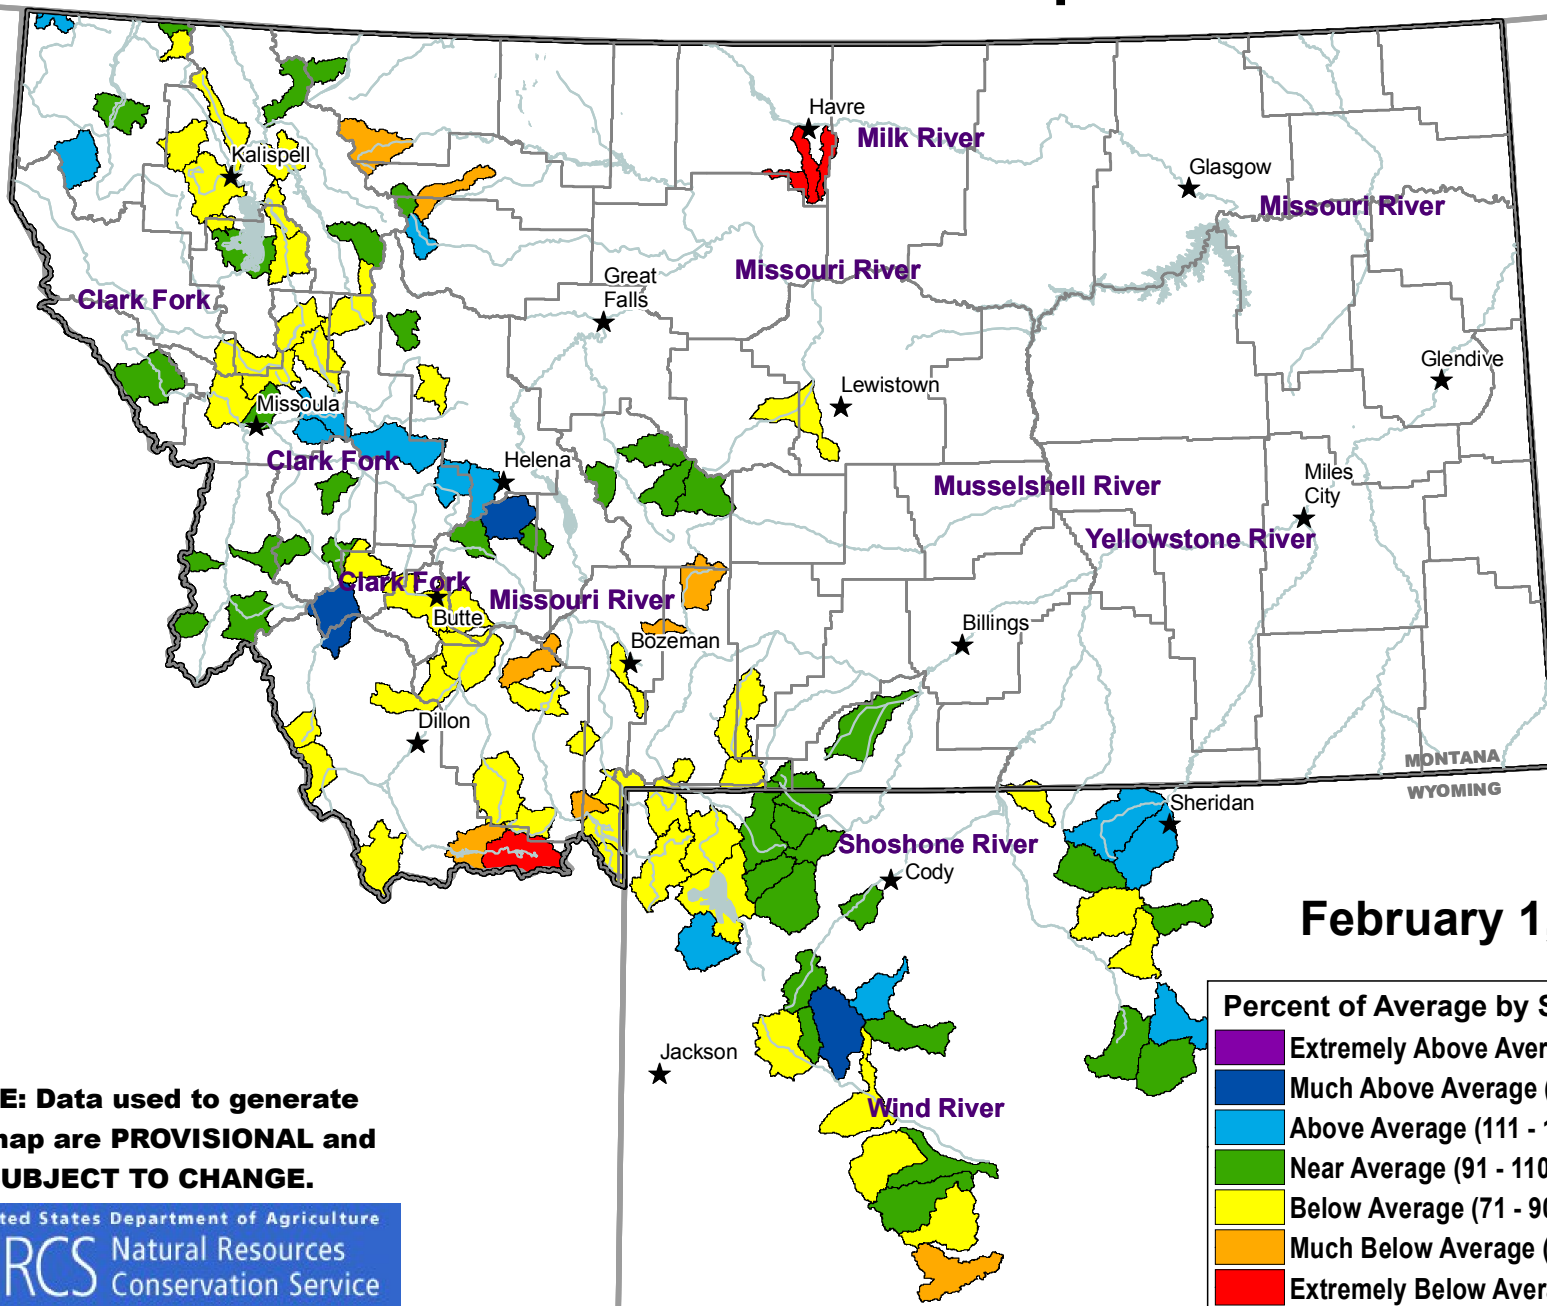 Havre
Milk River
Kalispell
Glasgow
Missouri River
Missouri River
Great
Falls
Clark Fork
Glendive
Lewistown
Missoula
Clark Fork
Helena
Miles
City
Musselshell River
Yellowstone River
Clark Fork
Missouri River
Butte
Bozeman
Billings
Dillon
MONTANA
WYOMING
Sheridan
Shoshone River
Cody
February 1,
Percent of Average by S
Extremely Above Aver
Much Above Average (
Above Average (111 - 1
Near Average (91 - 110
Below Average (71 - 90
Much Below Average (
Extremely Below Avera
Jackson
Wind River
E: Data used to generate
map are PROVISIONAL and
UBJECT TO CHANGE.
ted States Department of Agriculture
RCS Natural Resources
Conservation Service